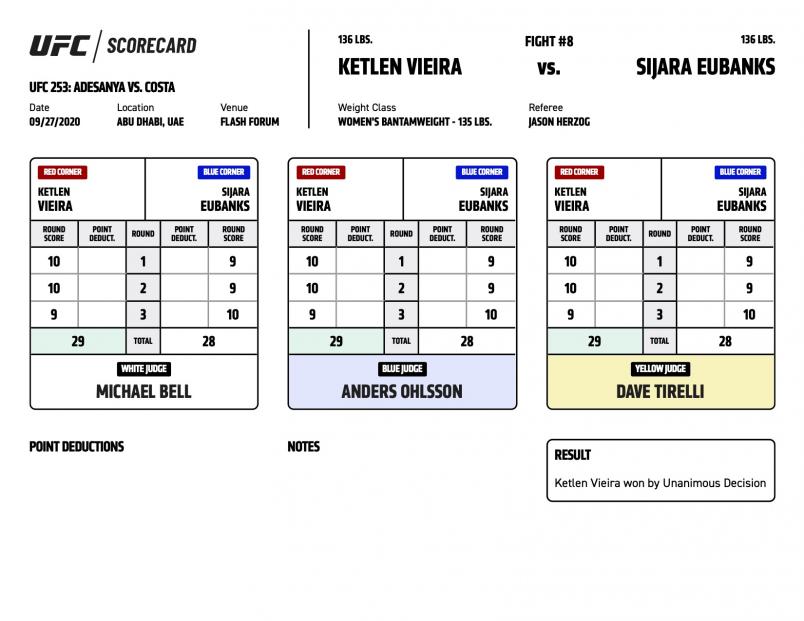 UFC / SCORECARD
UFC 253: ADESANYA VS. COSTA
Date Location Venue
09/27/2020 ABU DHABI, UAE FLASH FORUM
136 LBS. FIGHT #8 136 LBS.
KETLEN VIEIRA VS. SIJARA EUBANKS
Weight Class Referee
WOMEN'S BANTAMWEIGHT - 135 LBS. JASON HERZOG
RED CORNER BLUE CORNER
KETLEN SIJARA
VIEIRA EUBANKS
ROUND POINT ROUND POINT ROUND
SCORE DEDUCT. DEDUCT. SCORE
10 1 9
10 2 9
9 3 10
29 TOTAL 28
WHITE JUDGE
MICHAEL BELL
RED CORNER BLUE CORNER
KETLEN SIJARA
VIEIRA EUBANKS
ROUND POINT ROUND POINT ROUND
SCORE DEDUCT. DEDUCT. SCORE
10 1 9
10 2 9
9 3 10
29 TOTAL 28
BLUE JUDGE
ANDERS OHLSSON
RED CORNER BLUE CORNER
KETLEN SIJARA
VIEIRA EUBANKS
ROUND POINT ROUND POINT ROUND
SCORE DEDUCT. DEDUCT. SCORE
10 1 9
10 2 9
9 3 10
29 TOTAL 28
YELLOW JUDGE
DAVE TIRELLI
POINT DEDUCTIONS
NOTES
RESULT
Ketlen Vieira won by Unanimous Decision